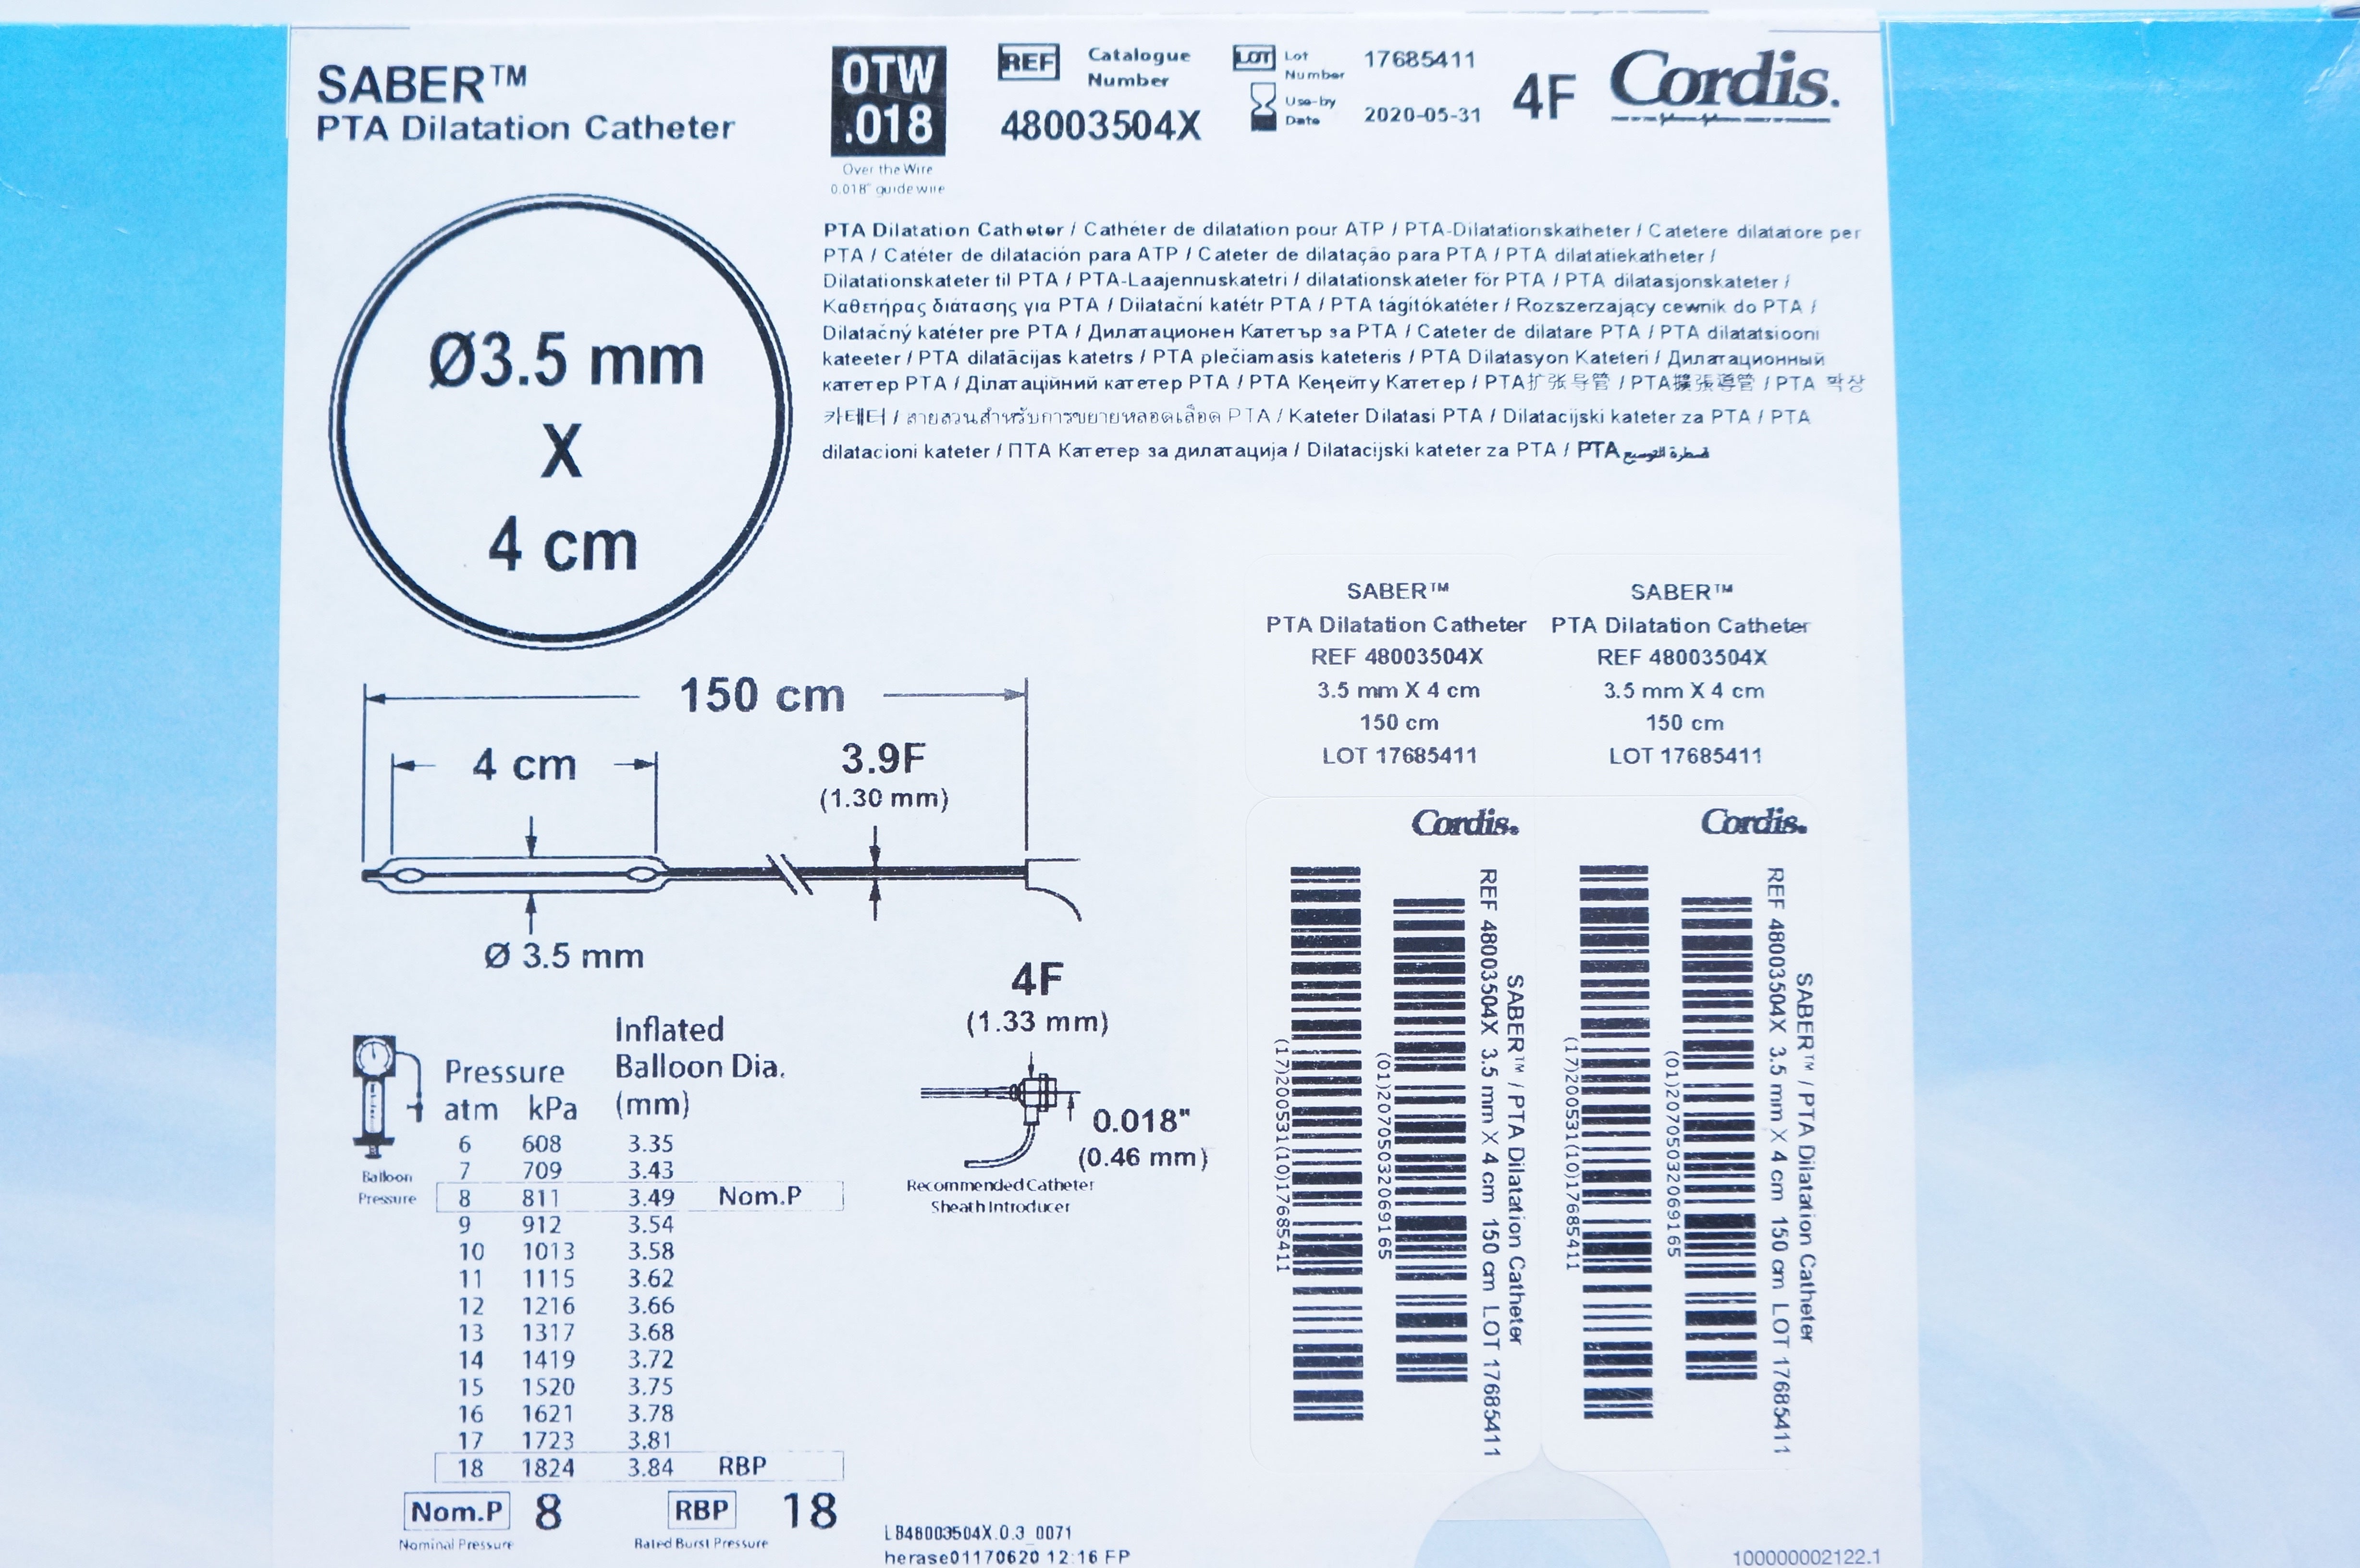 SABER™
PTA Dilatation Catheter
OTW
.018
Over the Wire
0.018" guide wire
REF Catalogue
Number
48003504X
LOT Lot
Number 17685411
Use-by
Date 2020-05-31
4F
Cordis.
Ø3.5 mm
X
4 cm
PTA Dilatation Catheter / Cathéter de dilatation pour ATP / PTA-Dilatationskatheter / Catetere dilatatore per
PTA / Catéter de dilatación para ATP / Cateter de dilatação para PTA / PTA dilatatiekatheter /
Dilatationskateter til PTA / PTA-Laajennuskatetri / dilatationskateter för PTA / PTA dilatasjonskateter /
Καθετήρας διάτασης για PTA / Dilatační katétr PTA / PTA tágítókatéter / Rozszerzający cewnik do PTA /
Dilatačný katéter pre PTA / Дилатационен Катетър за PTA / Cateter de dilatare PTA / PTA dilatatsiooni
kateeter / PTA dilatācijas katetrs / PTA plečiamasis kateteris / PTA Dilatasyon Kateteri / Дилатационный
катетер PTA / Ділатаційний катетер PTA / PTA Кеңейту Катетер / PTA扩张导管 / PTA擴張導管 / PTA 확장
카테터 / สายสวนสำหรับการขยายหลอดเลือด PTA / Kateter Dilatasi PTA / Dilatacijski kateter za PTA / PTA
dilatacioni kateter / ПТА Катетер за дилатација / Dilatacijski kateter za PTA / PTA قسطرة التوسيع
150 cm
4 cm
3.9F
(1.30 mm)
Ø 3.5 mm
4F
(1.33 mm)
0.018"
(0.46 mm)
Recommended Catheter
Sheath Introducer
Balloon
Pressure
Pressure
atm kPa
Inflated
Balloon Dia.
(mm)
6 608 3.35
7 709 3.43
8 811 3.49 Nom.P
9 912 3.54
10 1013 3.58
11 1115 3.62
12 1216 3.66
13 1317 3.68
14 1419 3.72
15 1520 3.75
16 1621 3.78
17 1723 3.81
18 1824 3.84 RBP
Nom.P 8
Nominal Pressure
RBP 18
Rated Burst Pressure
LB48003504X.0.3_0071
herase01170620 12:16 FP
SABER™
PTA Dilatation Catheter
REF 48003504X
3.5 mm X 4 cm
150 cm
LOT 17685411
SABER™
PTA Dilatation Catheter
REF 48003504X
3.5 mm X 4 cm
150 cm
LOT 17685411
Cordis.
SABER™ / PTA Dilatation Catheter
REF 48003504X 3.5 mm X 4 cm 150 cm LOT 17685411
(01)20705032069165
(17)200531(10)17685411
Cordis.
SABER™ / PTA Dilatation Catheter
REF 48003504X 3.5 mm X 4 cm 150 cm LOT 17685411
(01)20705032069165
(17)200531(10)17685411
100000002122.1